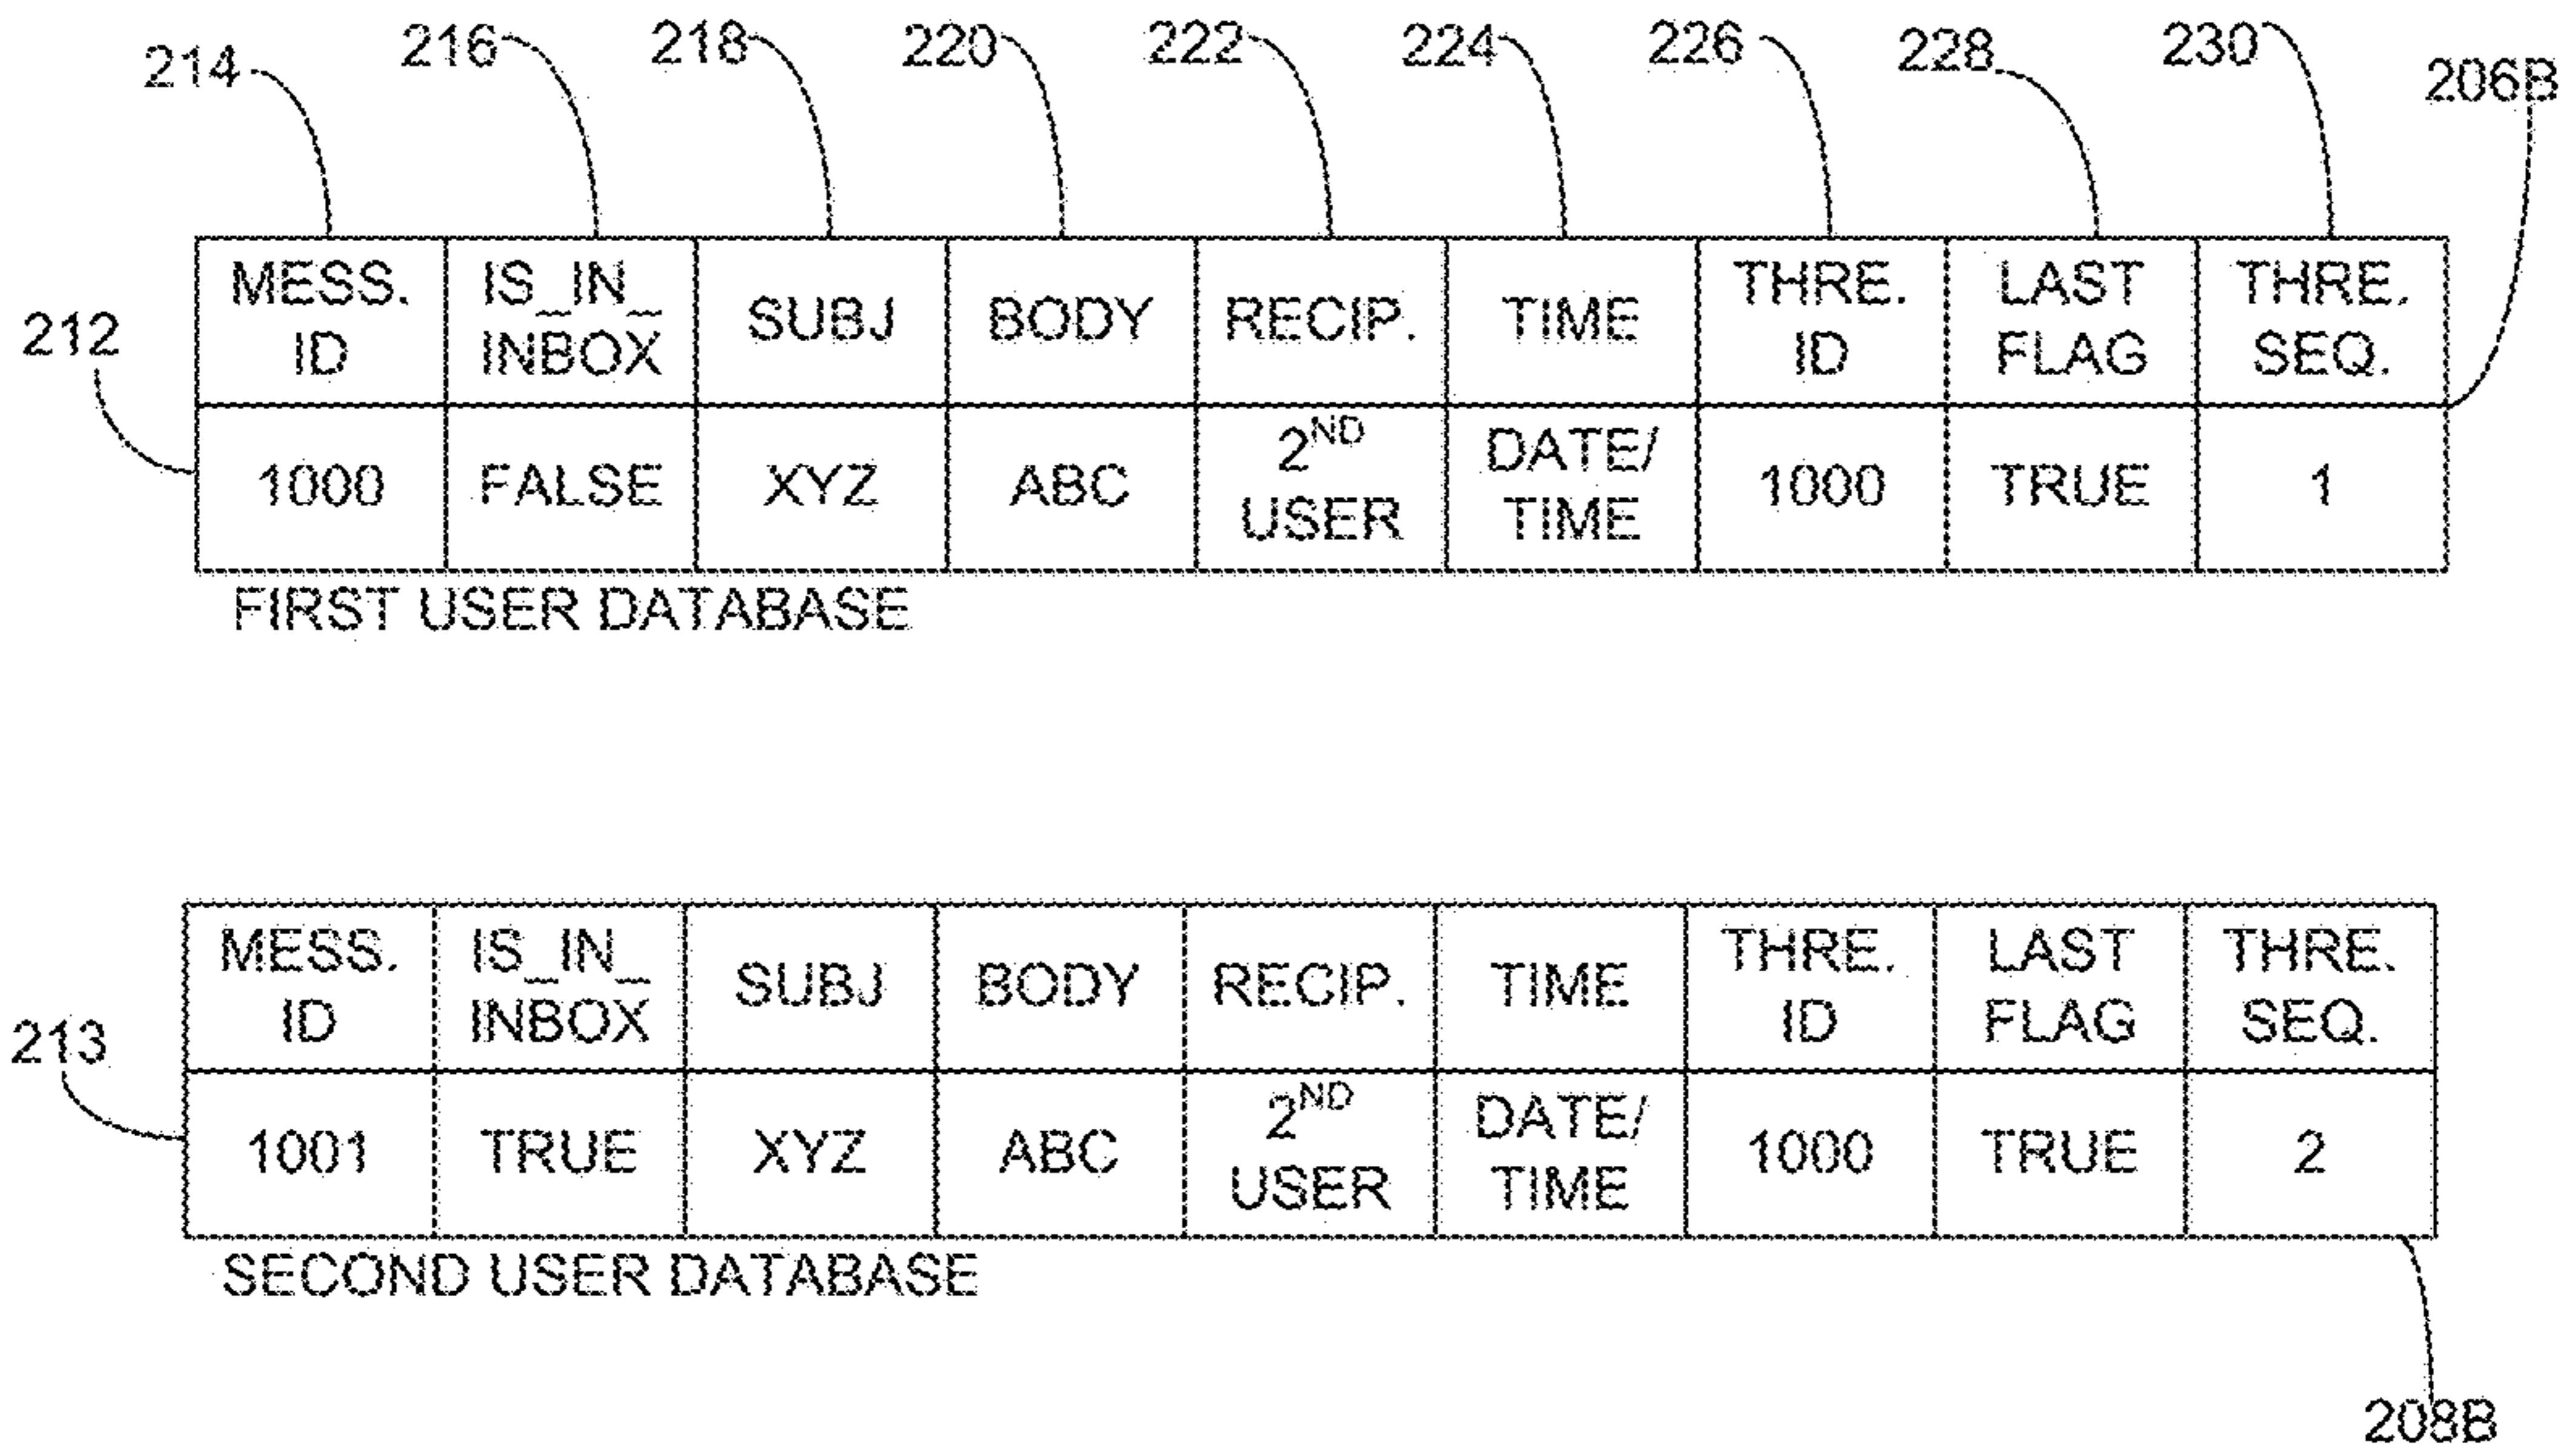 214 216 218 220 222 224 226 228 230 206B
MESS. ID IS_IN_ INBOX SUBJ BODY RECIP. TIME THRE. ID LAST FLAG THRE. SEQ.
212
1000 FALSE XYZ ABC 2ND USER DATE/ TIME 1000 TRUE 1
FIRST USER DATABASE
MESS. ID IS_IN_ INBOX SUBJ BODY RECIP. TIME THRE. ID LAST FLAG THRE. SEQ.
213
1001 TRUE XYZ ABC 2ND USER DATE/ TIME 1000 TRUE 2
SECOND USER DATABASE
208B